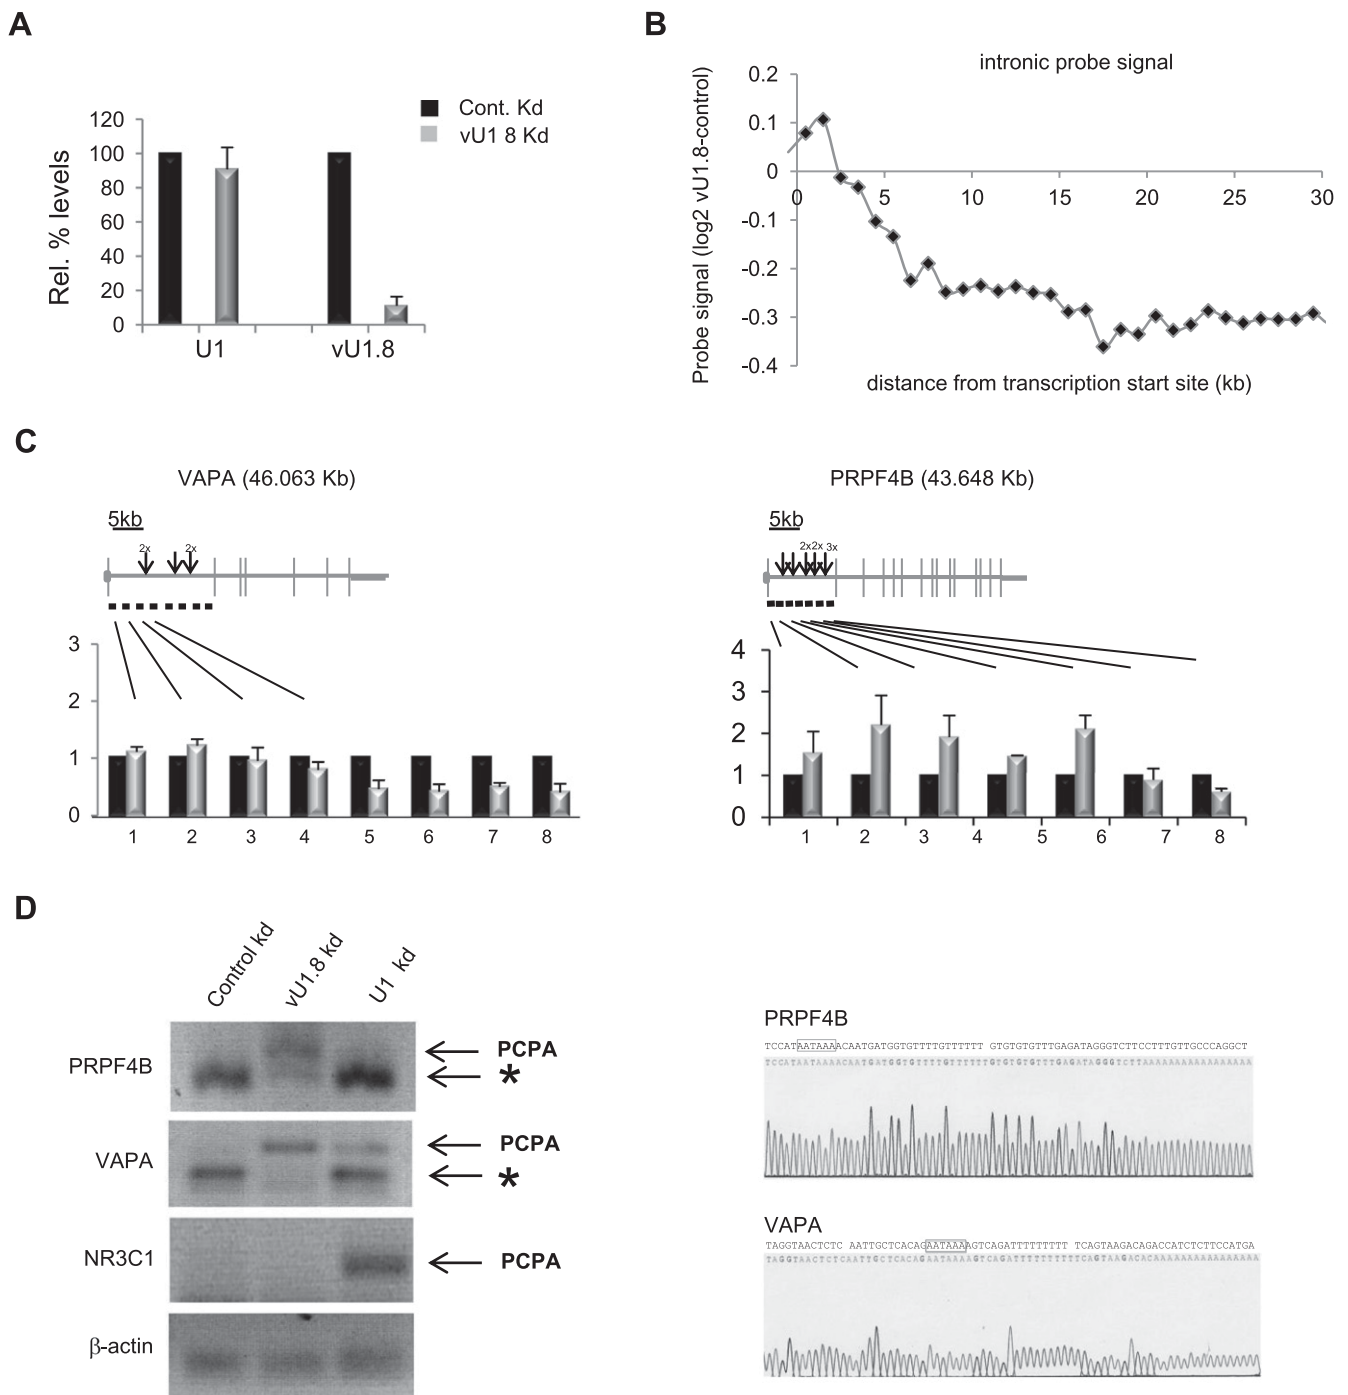 A
Cont. Kd
vU1 8 Kd
Rel. % levels
120
100
80
60
40
20
0
U1
vU1.8
B
intronic probe signal
Probe signal (log2 vU1.8-control)
0.2
0.1
0
-0.1
-0.2
-0.3
-0.4
0
5
10
15
20
25
30
distance from transcription start site (kb)
C
VAPA (46.063 Kb)
5kb
2x
2x
3
2
1
0
1 2 3 4 5 6 7 8
PRPF4B (43.648 Kb)
5kb
2x2x 3x
4
3
2
1
0
1 2 3 4 5 6 7 8
D
Control kd
vU1.8 kd
U1 kd
PRPF4B
PCPA
*
VAPA
PCPA
*
NR3C1
PCPA
β-actin
PRPF4B
TCCATAATAAAACAATGATGGTGTTTTGTTTTTT GTGTGTGTTTGAGATAGGGTCTTCCTTTGTTGCCCAGGCT
TCCATAATAAAACAATGATGGTGTTTTGTTTTTTGTGTGTGTTTGAGATAGGGTCTTAAAAAAAAAAAAAAAAAA
VAPA
TAGGTAACTCTC AATTGCTCACAGAATAAAAGTCAGATTTTTTTTT TCAGTAAGACAGACCATCTCTTCCATGA
TAGGTAACTCTCAATTGCTCACAGAATAAAAGTCAGATTTTTTTTTTCAGTAAGACACAAAAAAAAAAAAAAAAA